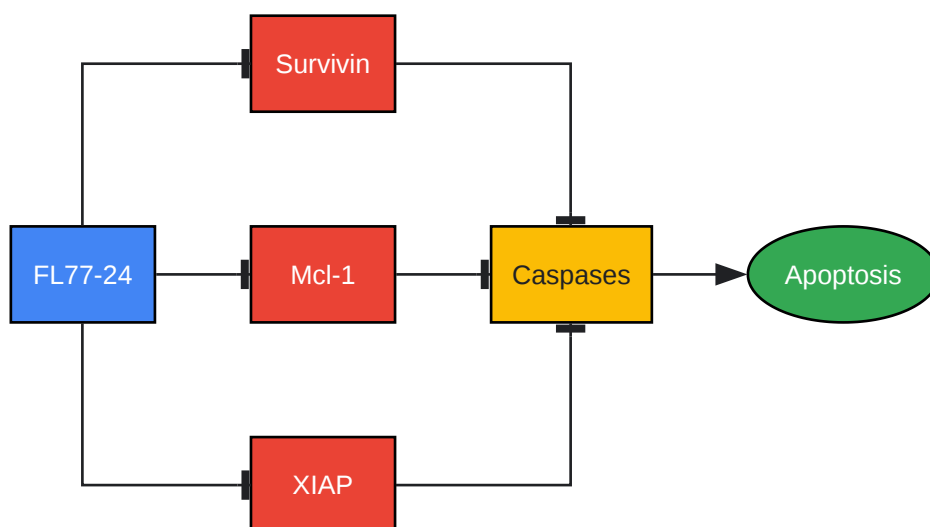 Survivin
FL77-24
Mcl-1
Caspases
Apoptosis
XIAP